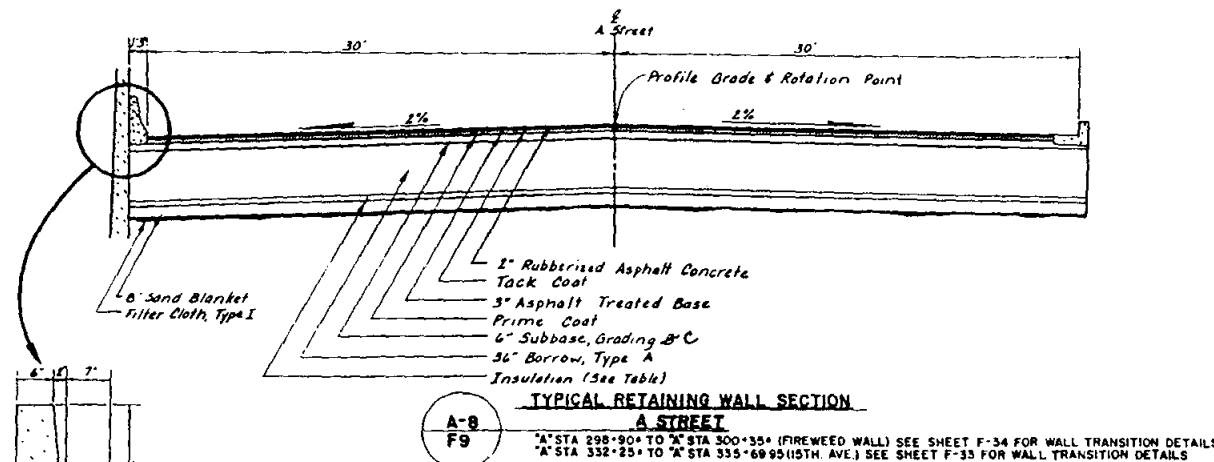 ℄
A Street
1'3"
30'
30'
Profile Grade & Rotation Point
2%
2%
2" Rubberized Asphalt Concrete
Tack Coat
3" Asphalt Treated Base
Prime Coat
6" Subbase, Grading C
36" Borrow, Type A
Insulation (See Table)
8" Sand Blanket
Filter Cloth, Type I
6" 7"
A-8
F9
TYPICAL RETAINING WALL SECTION
A STREET
"A" STA 298+90± TO "A" STA 300+35± (FIREWEED WALL) SEE SHEET F-34 FOR WALL TRANSITION DETAILS
"A" STA 332+25± TO "A" STA 335+69.95 (15TH. AVE.) SEE SHEET F-33 FOR WALL TRANSITION DETAILS